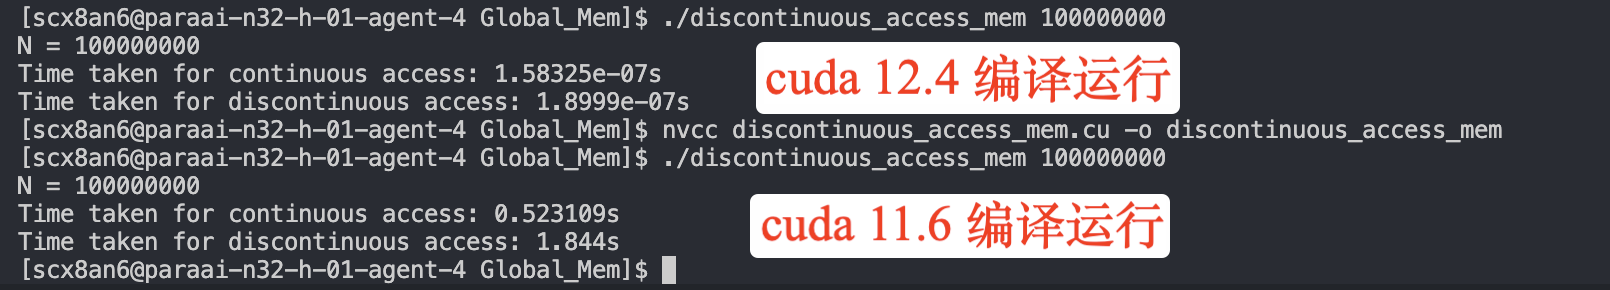 [scx8an6@paraai-n32-h-01-agent-4 Global_Mem]$ ./discontinuous_access_mem 100000000
N = 100000000
Time taken for continuous access: 1.58325e-07s
Time taken for discontinuous access: 1.8999e-07s
cuda 12.4 编译运行
[scx8an6@paraai-n32-h-01-agent-4 Global_Mem]$ nvcc discontinuous_access_mem.cu -o discontinuous_access_mem
[scx8an6@paraai-n32-h-01-agent-4 Global_Mem]$ ./discontinuous_access_mem 100000000
N = 100000000
Time taken for continuous access: 0.523109s
Time taken for discontinuous access: 1.844s
cuda 11.6 编译运行
[scx8an6@paraai-n32-h-01-agent-4 Global_Mem]$